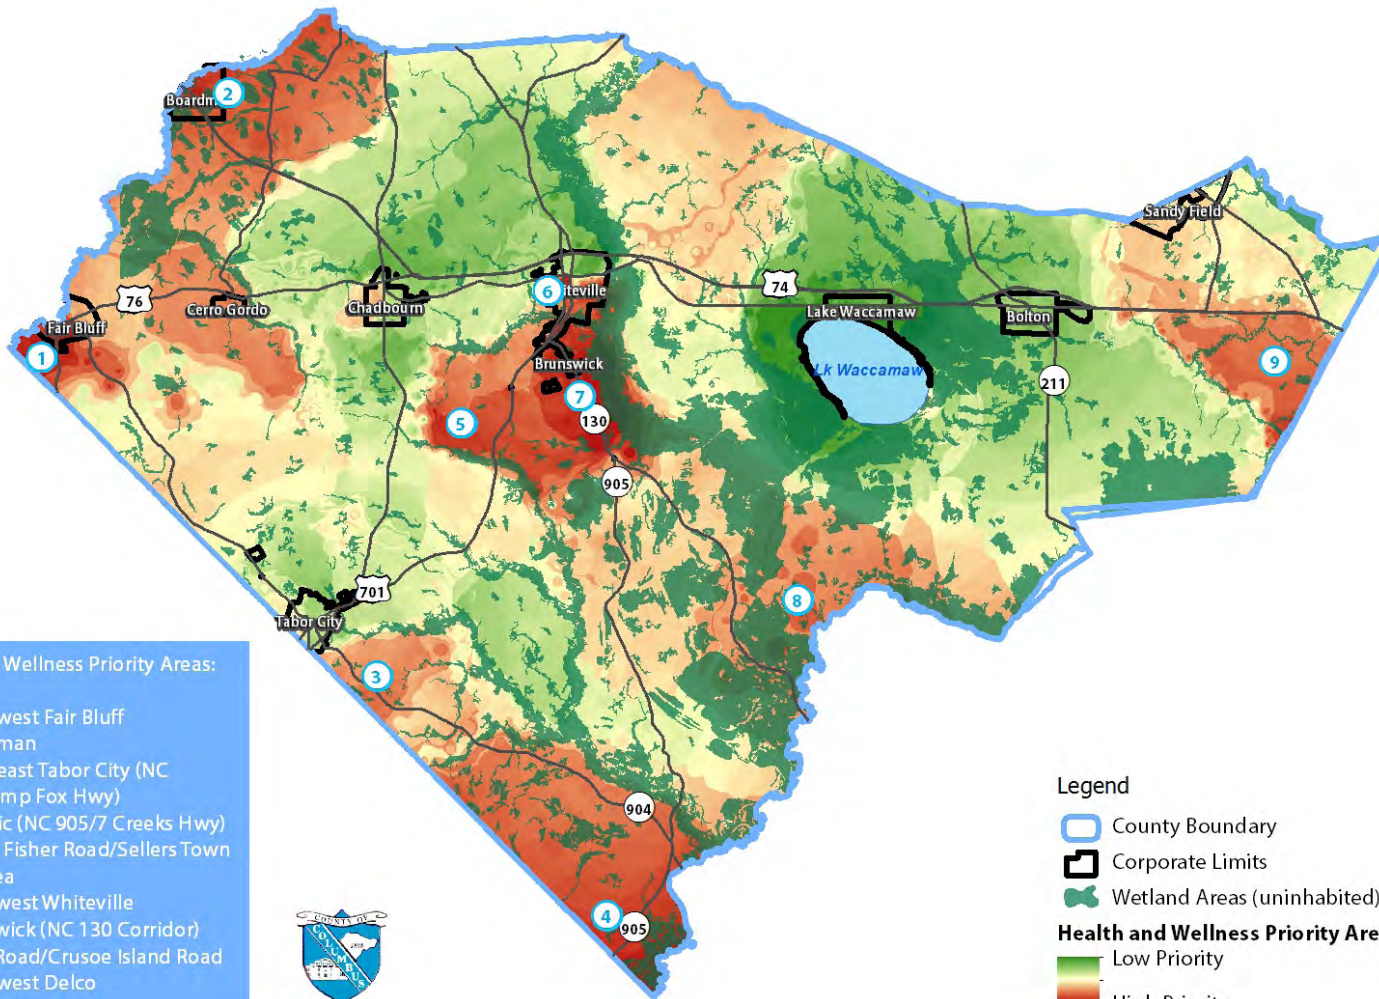 Boardm
2
Sandy Field
76
Cerro Gordo
Chadbourn
6
iteville
74
Lake Waccamaw
Bolton
Fair Bluff
1
Brunswick
Lk Waccamaw
9
211
7
5
130
905
701
8
Tabor City
3
904
4
905
Wellness Priority Areas:
west Fair Bluff
man
east Tabor City (NC
mp Fox Hwy)
ic (NC 905/7 Creeks Hwy)
Fisher Road/Sellers Town
ea
west Whiteville
wick (NC 130 Corridor)
Road/Crusoe Island Road
west Delco
COUNTY OF
COLUMBUS
Legend
County Boundary
Corporate Limits
Wetland Areas (uninhabited)
Health and Wellness Priority Are
Low Priority
High Priority